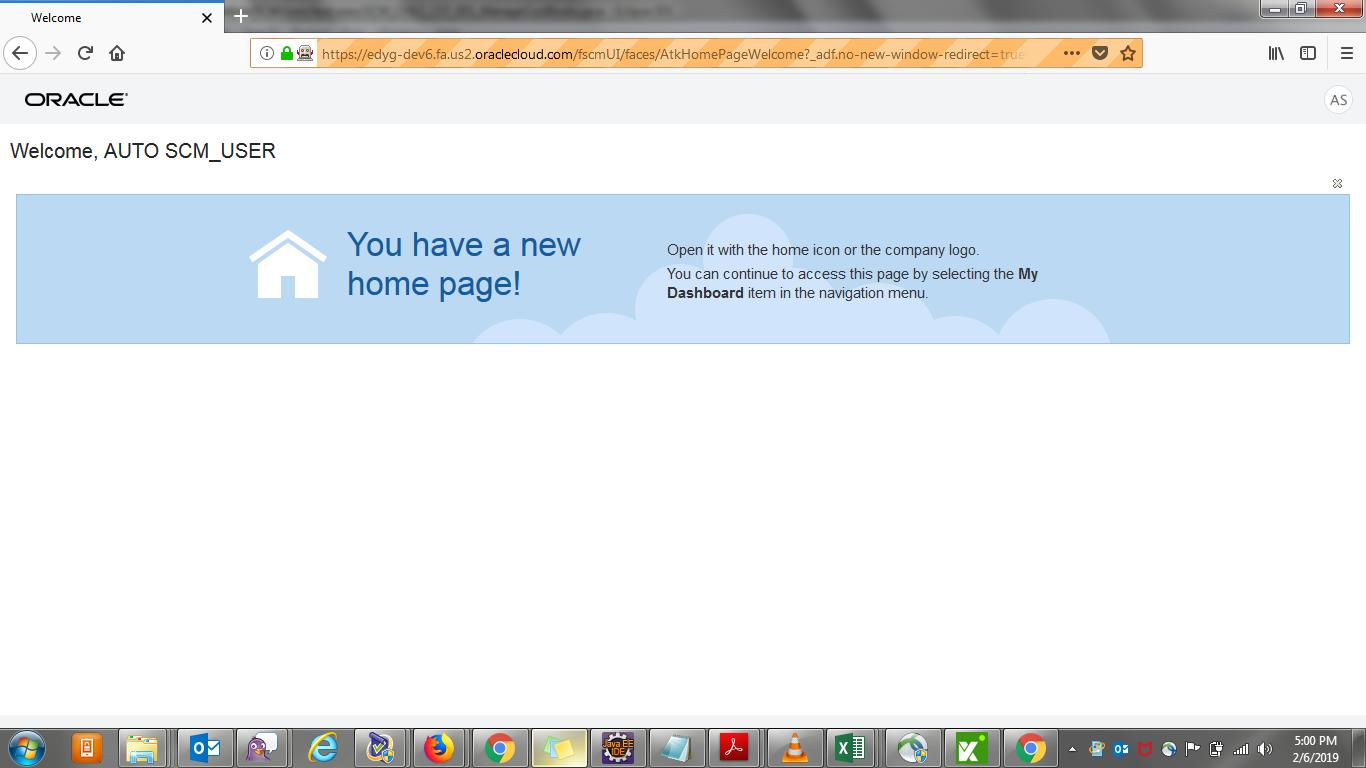 Welcome
https://edyg-dev6.fa.us2.oraclecloud.com/fscmUI/faces/AtkHomePageWelcome?_adf.no-new-window-redirect=true
ORACLE
AS
Welcome, AUTO SCM_USER
You have a new
home page!
Open it with the home icon or the company logo.
You can continue to access this page by selecting the My
Dashboard item in the navigation menu.
Java EE
IDE
5:00 PM
2/6/2019